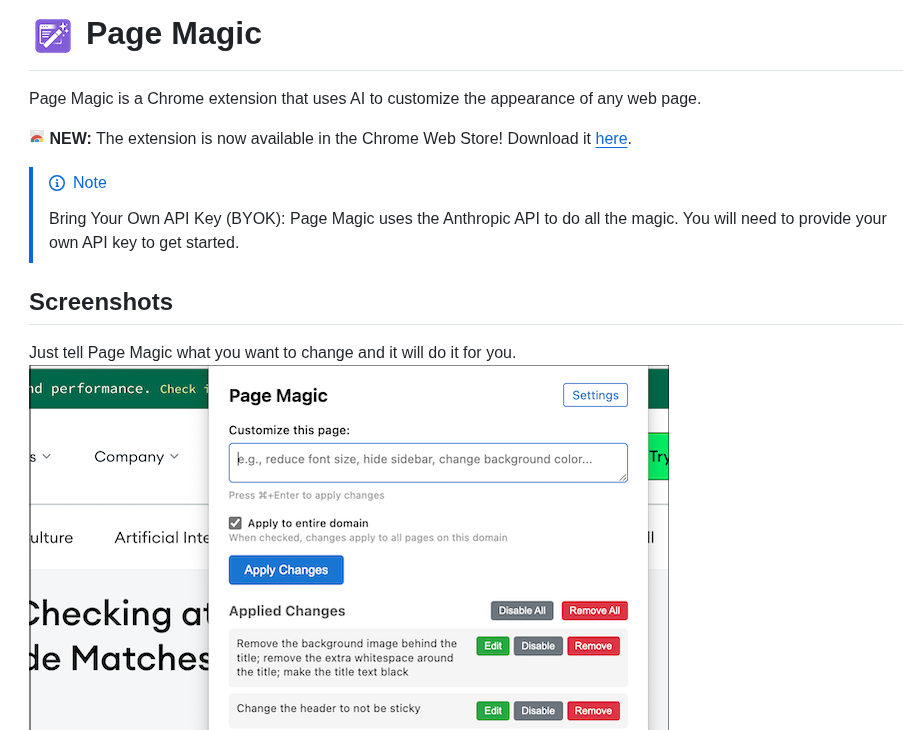 Page Magic
Page Magic is a Chrome extension that uses AI to customize the appearance of any web page.
NEW: The extension is now available in the Chrome Web Store! Download it here.
Note
Bring Your Own API Key (BYOK): Page Magic uses the Anthropic API to do all the magic. You will need to provide your
own API key to get started.
Screenshots
Just tell Page Magic what you want to change and it will do it for you.
nd performance. Check i
Page Magic
Settings
Customize this page:
e.g., reduce font size, hide sidebar, change background color...
Press ⌘+Enter to apply changes
Apply to entire domain
When checked, changes apply to all pages on this domain
Apply Changes
Applied Changes
Disable All
Remove All
Remove the background image behind the
title; remove the extra whitespace around
the title; make the title text black
Edit
Disable
Remove
Change the header to not be sticky
Edit
Disable
Remove
s
Company
Try
ulture
Artificial Inte
ll
Checking at
de Matches